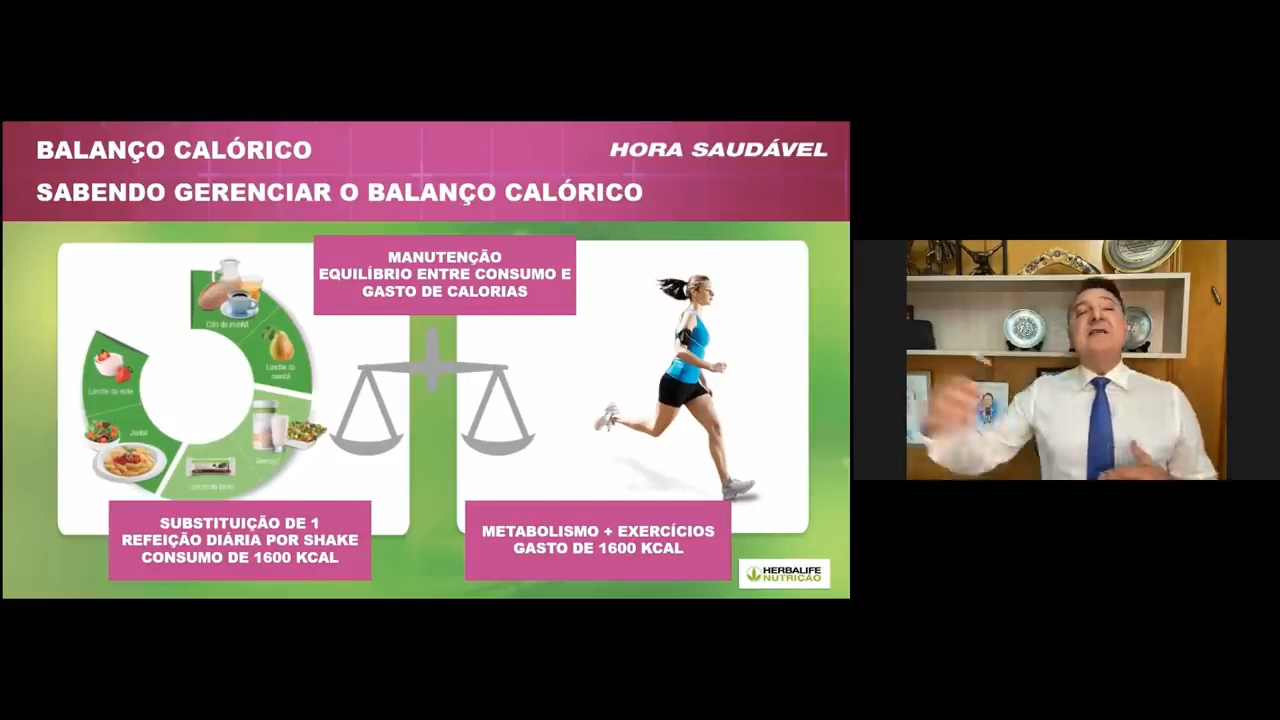 BALANÇO CALÓRICO
HORA SAUDÁVEL
SABENDO GERENCIAR O BALANÇO CALÓRICO
MANUTENÇÃO
EQUILÍBRIO ENTRE CONSUMO E
GASTO DE CALORIAS
Café da manhã
Lanche da
manhã
Almoço
Lanche da tarde
Jantar
Lanche da noite
SUBSTITUIÇÃO DE 1
REFEIÇÃO DIÁRIA POR SHAKE
CONSUMO DE 1600 KCAL
METABOLISMO + EXERCÍCIOS
GASTO DE 1600 KCAL
HERBALIFE
NUTRIÇÃO